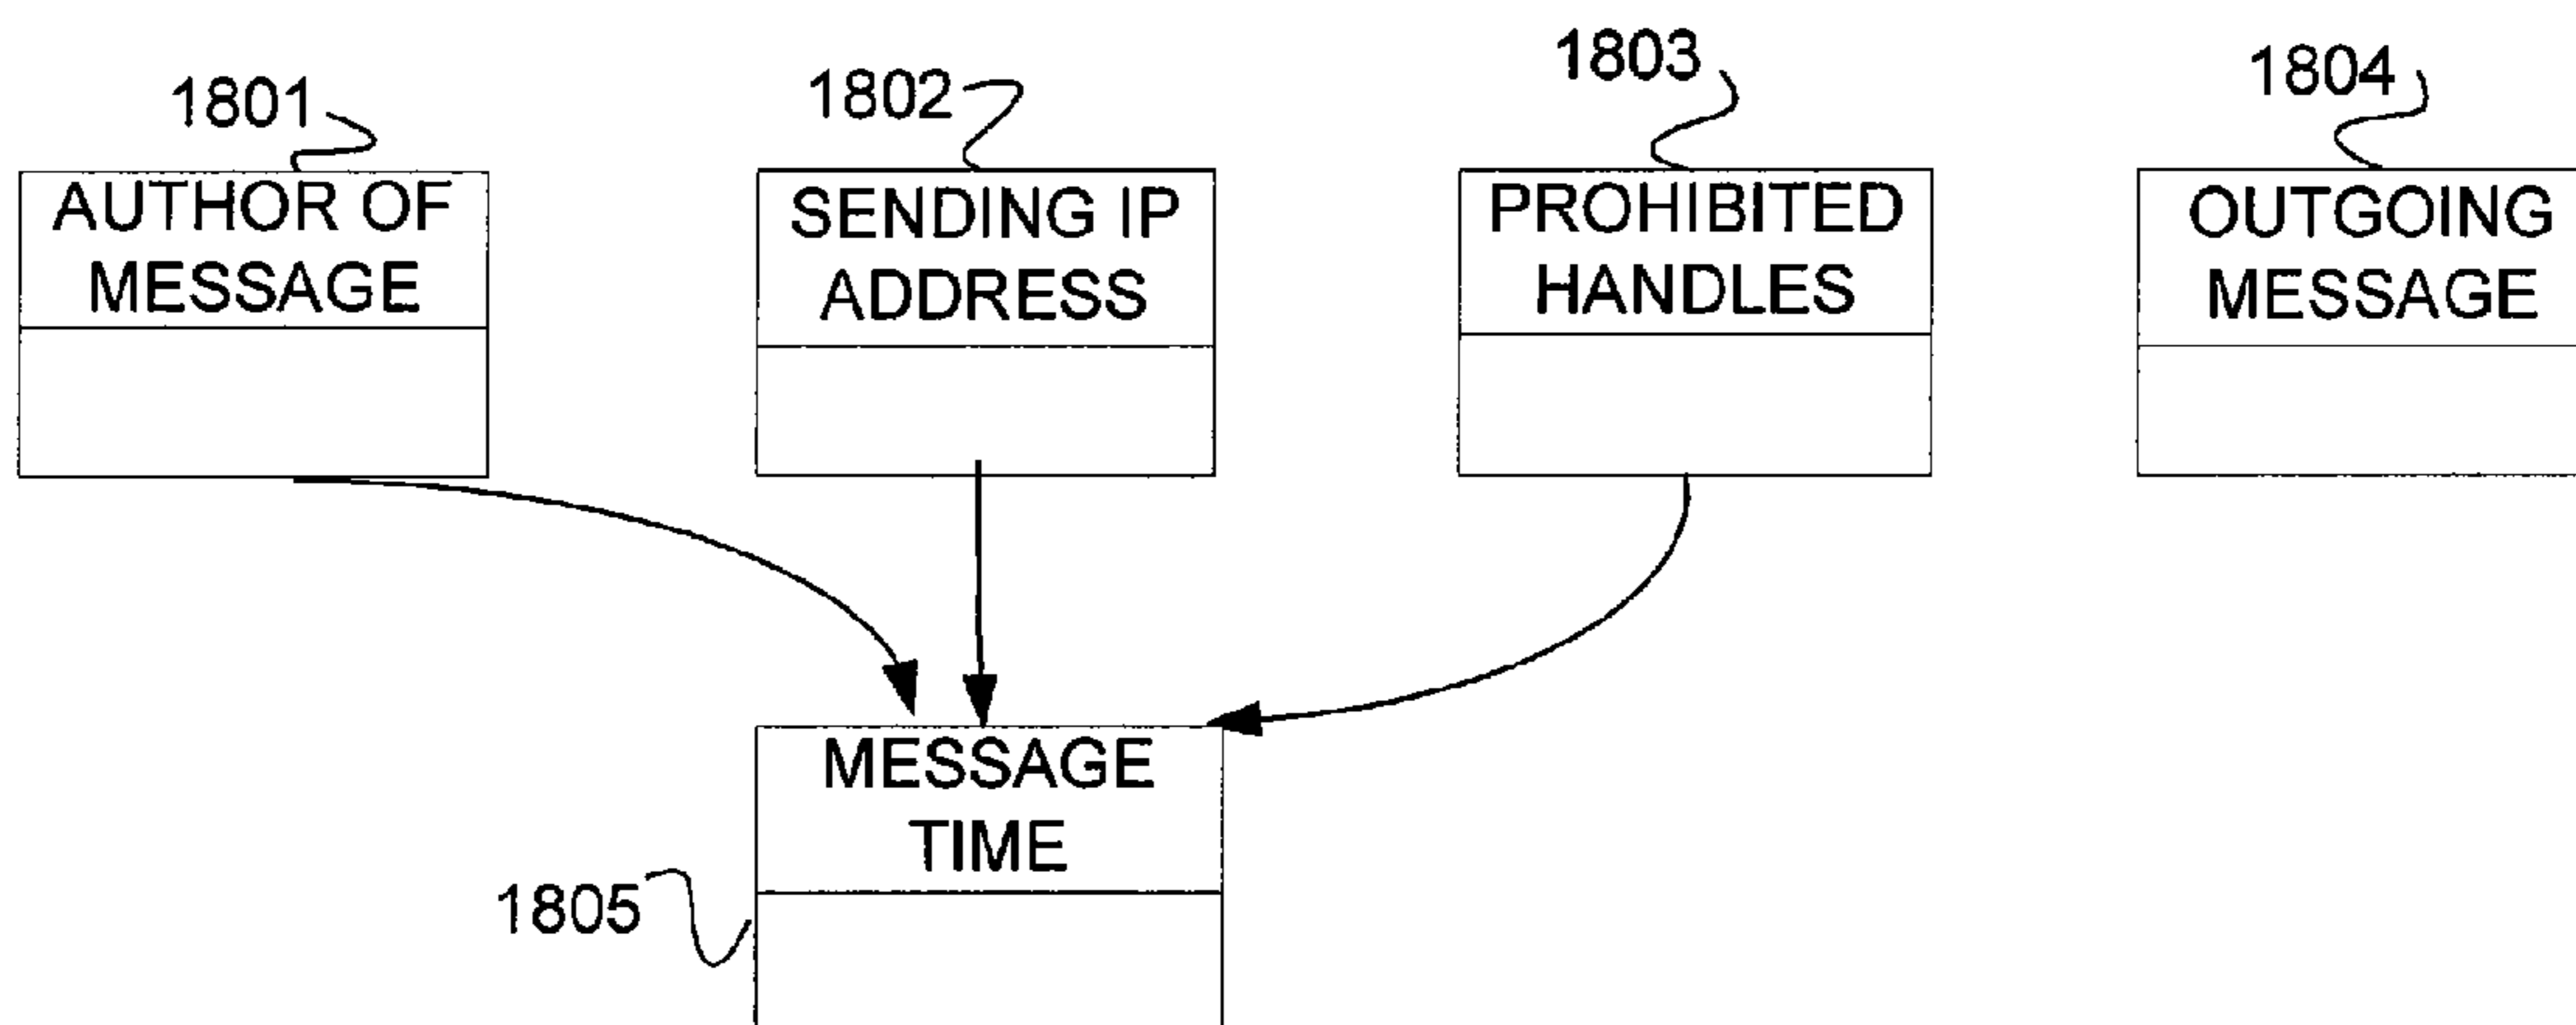 1801
1802
1803
1804
AUTHOR OF
MESSAGE
SENDING IP
ADDRESS
PROHIBITED
HANDLES
OUTGOING
MESSAGE
MESSAGE
TIME
1805